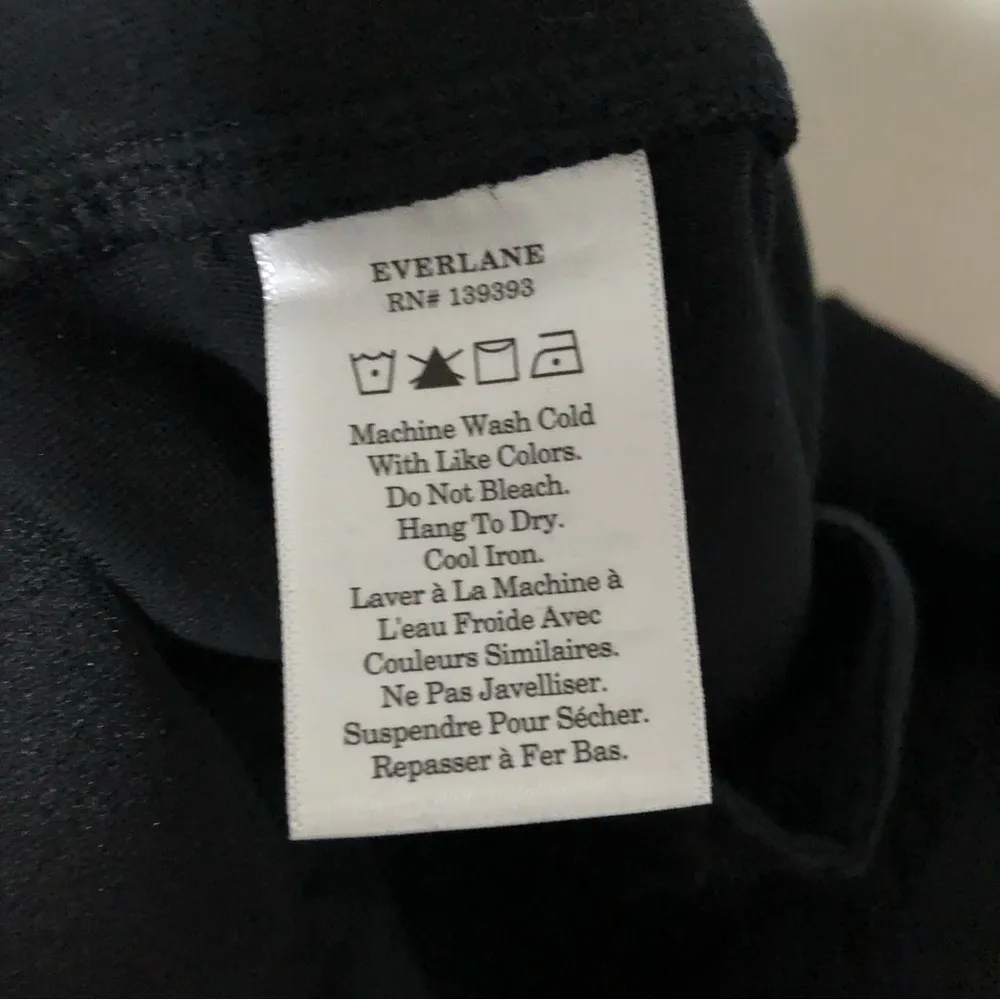 EVERLANE
RN# 139393
Machine Wash Cold
With Like Colors.
Do Not Bleach.
Hang To Dry.
Cool Iron.
Laver à La Machine à
L'eau Froide Avec
Couleurs Similaires.
Ne Pas Javelliser.
Suspendre Pour Sécher.
Repasser à Fer Bas.